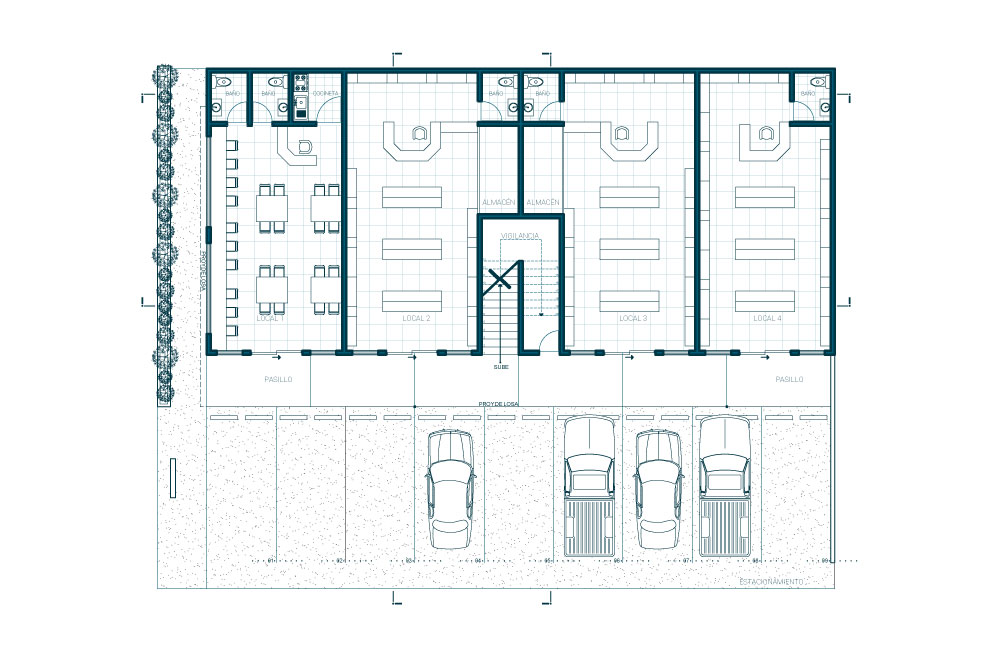 BAÑO
BAÑO
COCINETA
BAÑO
BAÑO
BAÑO
ALMACÉN
ALMACÉN
VIGILANCIA
PROY.DE LOSA
LOCAL 1
LOCAL 2
LOCAL 3
LOCAL 4
SUBE
PASILLO
PASILLO
PROY.DE LOSA
01
02
03
04
05
06
07
08
09
ESTACIONAMIENTO